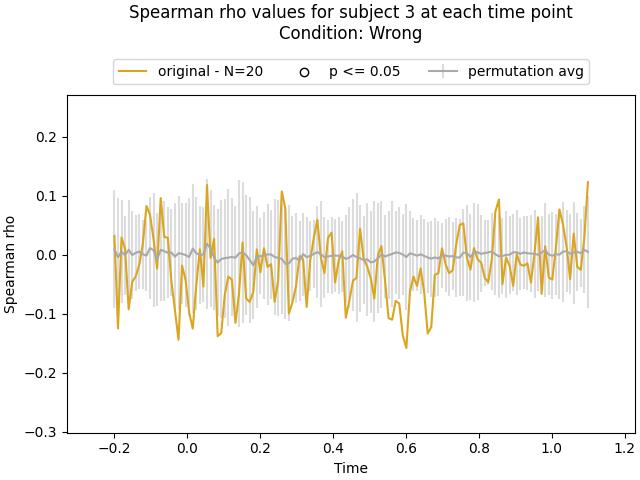 Spearman rho values for subject 3 at each time point
Condition: Wrong
original - N=20 p <= 0.05 permutation avg
0.2
0.1
0.0
−0.1
−0.2
−0.3
Spearman rho
−0.2 0.0 0.2 0.4 0.6 0.8 1.0 1.2
Time